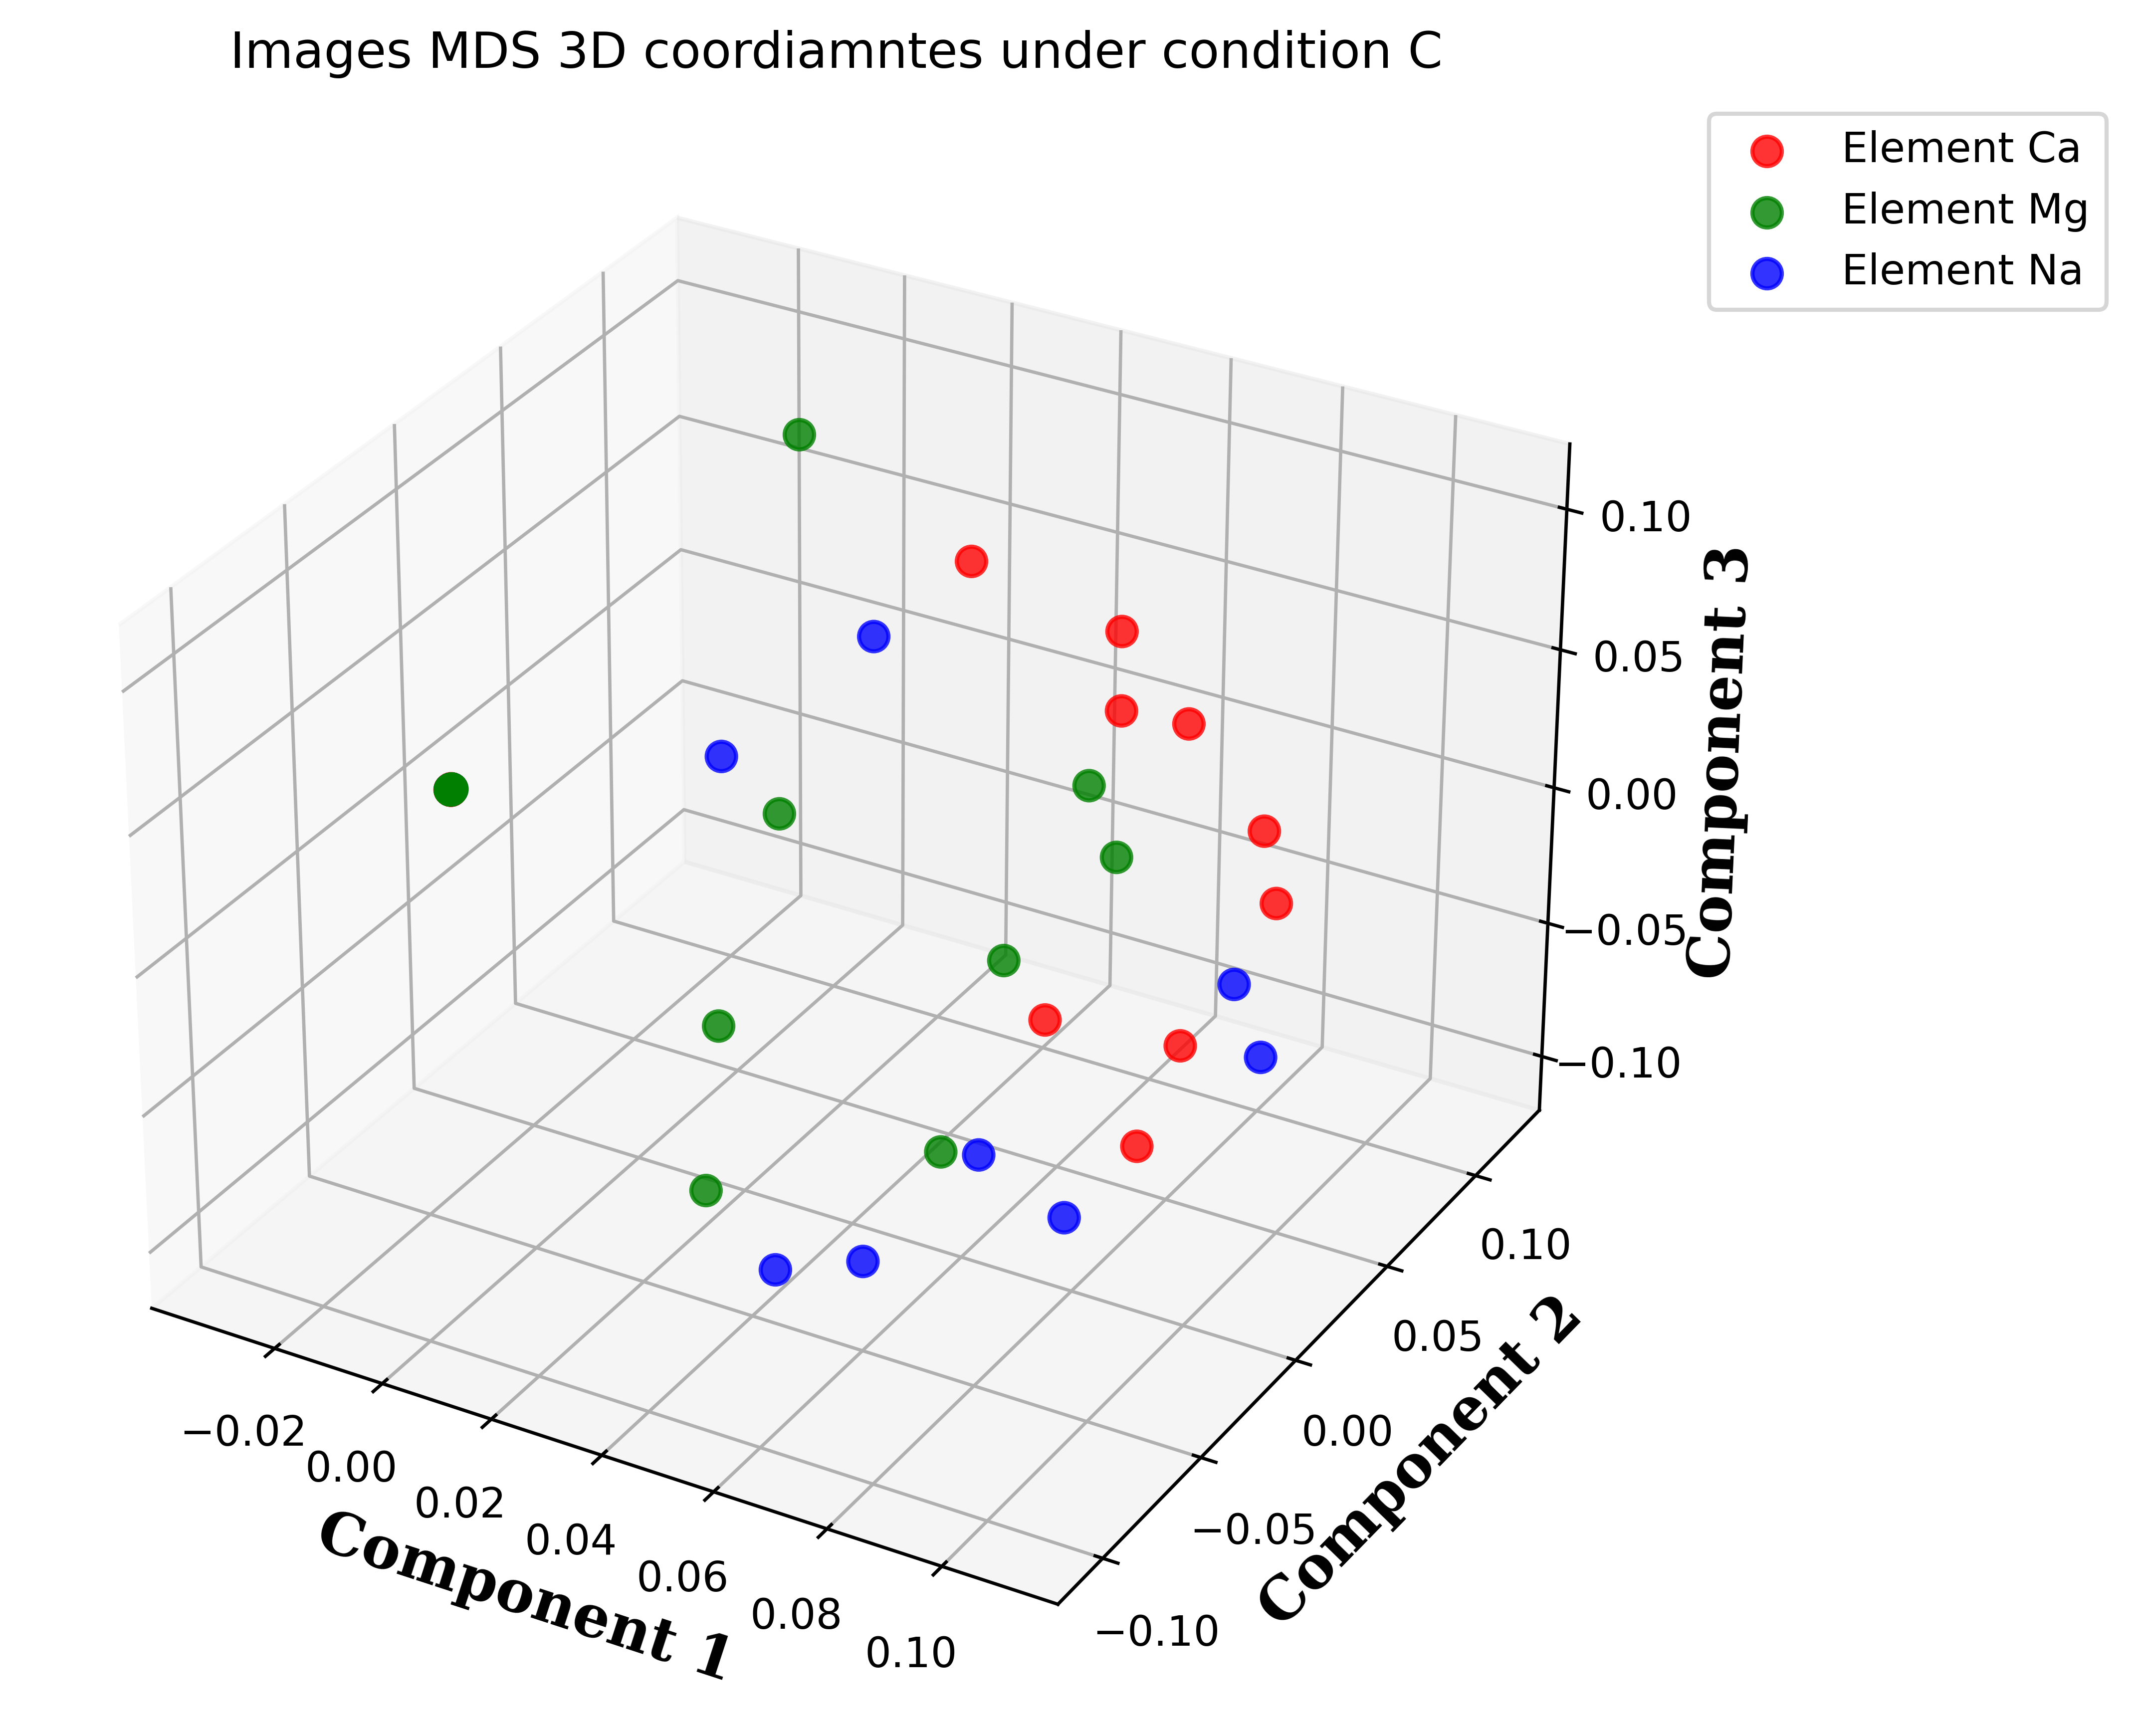 Images MDS 3D coordiamntes under condition C
Element Ca
Element Mg
Element Na
0.10
0.05
0.00
−0.05
−0.10
Component 3
0.10
0.05
0.00
−0.05
−0.10
Component 2
−0.02
0.00
0.02
0.04
0.06
0.08
0.10
Component 1